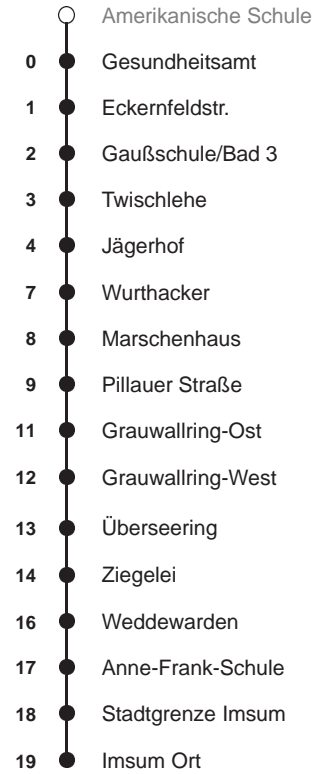 Amerikanische Schule
0 Gesundheitsamt
1 Eckernfeldstr.
2 Gaußschule/Bad 3
3 Twischlehe
4 Jägerhof
7 Wurthacker
8 Marschenhaus
9 Pillauer Straße
11 Grauwallring-Ost
12 Grauwallring-West
13 Überseering
14 Ziegelei
16 Weddewarden
17 Anne-Frank-Schule
18 Stadtgrenze Imsum
19 Imsum Ort